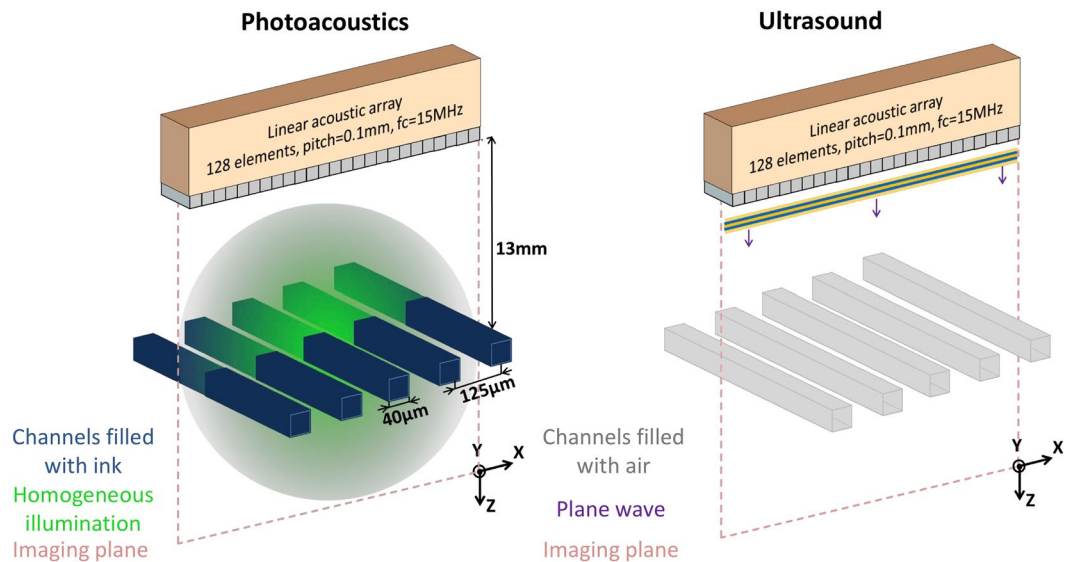 Photoacoustics
Linear acoustic array
128 elements, pitch=0.1mm, fc=15MHz
13mm
125µm
40µm
Channels filled
with ink
Homogeneous
illumination
Imaging plane
Y
X
Z
Ultrasound
Linear acoustic array
128 elements, pitch=0.1mm, fc=15MHz
Channels filled
with air
Plane wave
Imaging plane
Y
X
Z